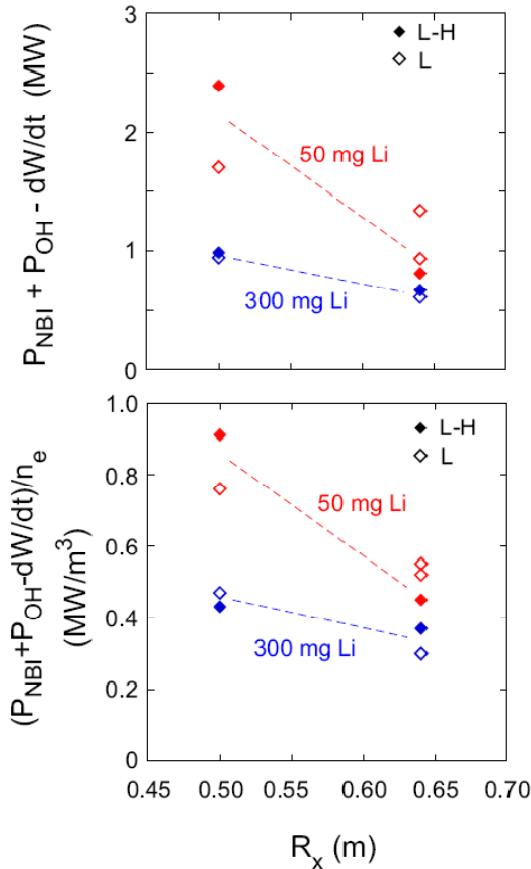 3
L-H
L
2
50 mg Li
1
300 mg Li
0
P_NBI + P_OH - dW/dt (MW)
1.0
L-H
L
0.8
50 mg Li
0.6
0.4
300 mg Li
0.2
0
(P_NBI+P_OH-dW/dt)/n_e
(MW/m³)
0.45 0.50 0.55 0.60 0.65 0.70
R_x (m)